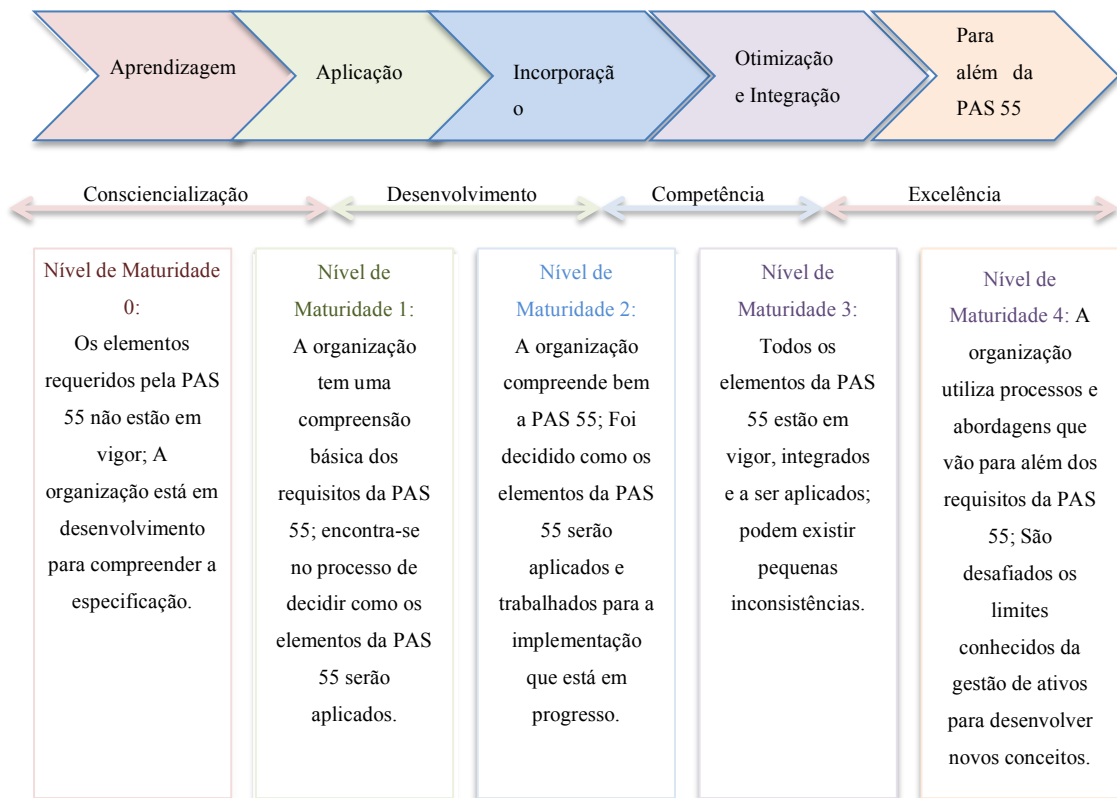 Aprendizagem
Aplicação
Incorporaçã
o
Otimização
e Integração
Para
além da
PAS 55
Consciencialização
Desenvolvimento
Competência
Excelência
Nível de Maturidade
0:
Os elementos
requeridos pela PAS
55 não estão em
vigor; A
organização está em
desenvolvimento
para compreender a
especificação.
Nível de
Maturidade 1:
A organização
tem uma
compreensão
básica dos
requisitos da PAS
55; encontra-se
no processo de
decidir como os
elementos da PAS
55 serão
aplicados.
Nível de
Maturidade 2:
A organização
compreende bem
a PAS 55; Foi
decidido como os
elementos da PAS
55 serão
aplicados e
trabalhados para a
implementação
que está em
progresso.
Nível de
Maturidade 3:
Todos os
elementos da PAS
55 estão em
vigor, integrados
e a ser aplicados;
podem existir
pequenas
inconsistências.
Nível de
Maturidade 4: A
organização
utiliza processos e
abordagens que
vão para além dos
requisitos da PAS
55; São
desafiados os
limites
conhecidos da
gestão de ativos
para desenvolver
novos conceitos.